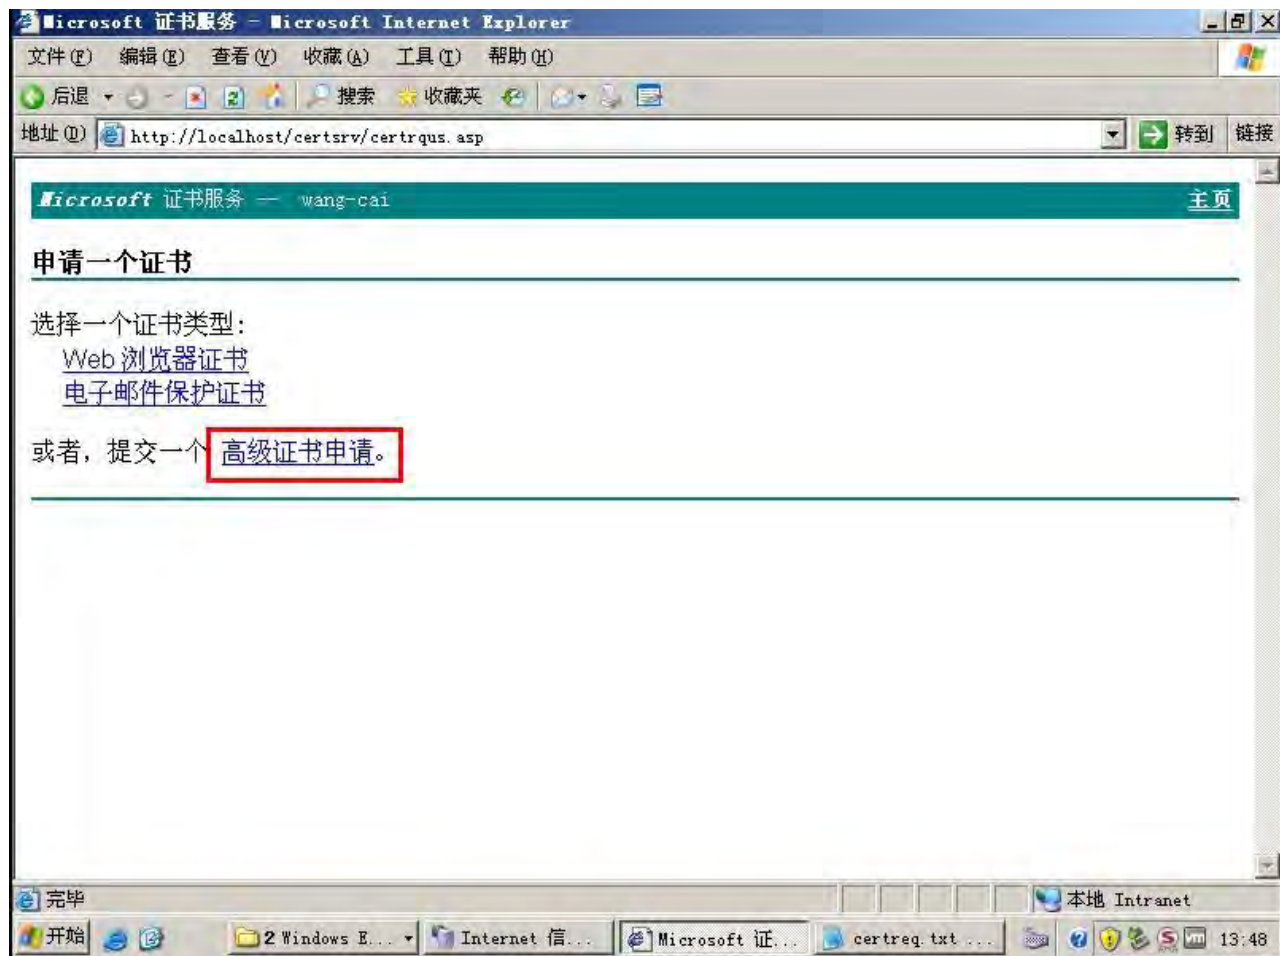 Microsoft 证书服务 - Microsoft Internet Explorer
文件(F) 编辑(E) 查看(V) 收藏(A) 工具(T) 帮助(H)
后退 搜索 收藏夹
地址(D) http://localhost/certsrv/certrqus.asp 转到 链接
Microsoft 证书服务 — wang-cai 主页
申请一个证书
选择一个证书类型:
Web 浏览器证书
电子邮件保护证书
或者，提交一个 高级证书申请。
完毕 本地 Intranet
开始 2 Windows E... Internet 信... Microsoft 证... certreq.txt ... 13:48